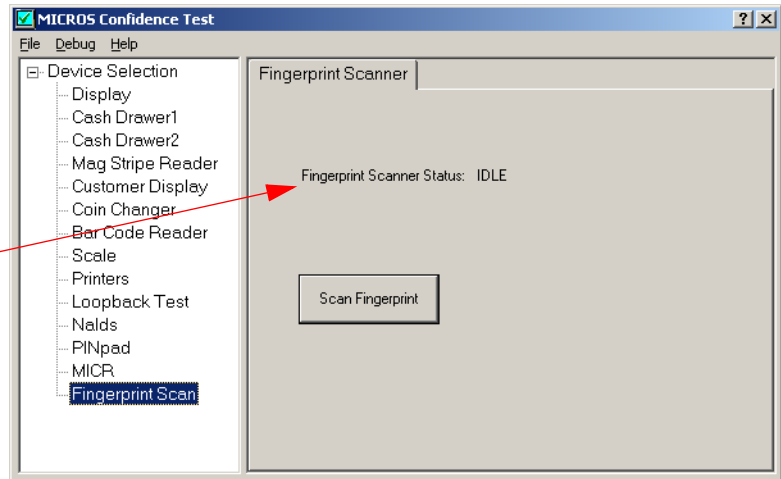 MICROS Confidence Test
File Debug Help
Device Selection
Display
Cash Drawer1
Cash Drawer2
Mag Stripe Reader
Customer Display
Coin Changer
Bar Code Reader
Scale
Printers
Loopback Test
Nalds
PINpad
MICR
Fingerprint Scan
Fingerprint Scanner
Fingerprint Scanner Status: IDLE
Scan Fingerprint